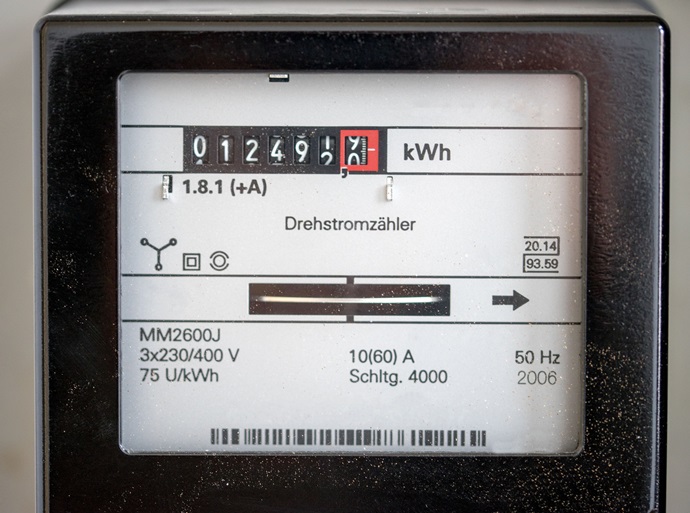 01249 kWh
1.8.1 (+A)
Drehstromzähler
20.14
93.59
MM2600J
3x230/400 V 10(60) A 50 Hz
75 U/kWh Schltg. 4000 2006